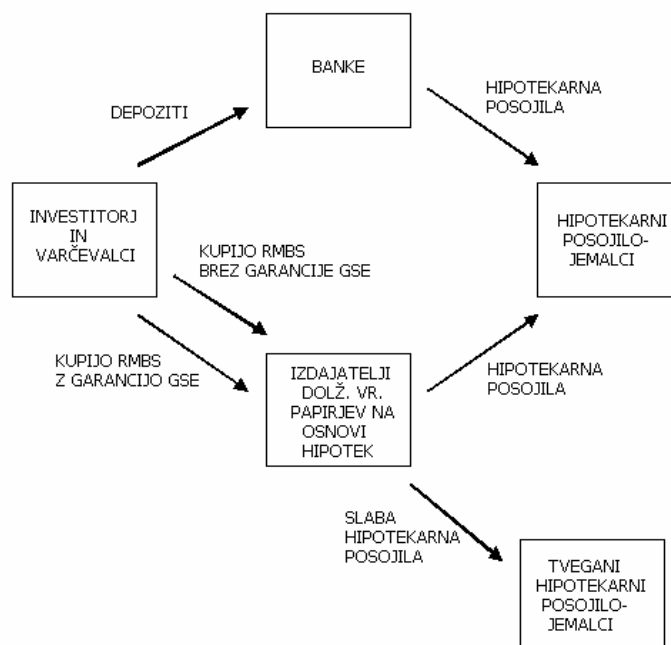 BANKE
HIPOTEKARNA
POSOJILA
DEPOZITI
INVESTITORJ
IN
VARČEVALCI
KUPIJO RMBS
BREZ GARANCIJE GSE
HIPOTEKARNI
POSOJILO-
JEMALCI
KUPIJO RMBS
Z GARANCIJO GSE
IZDAJATELJI
DOLŽ. VR.
PAPIRJEV NA
OSNOVI
HIPOTEK
HIPOTEKARNA
POSOJILA
SLABA
HIPOTEKARNA
POSOJILA
TVEGANI
HIPOTEKARNI
POSOJILO-
JEMALCI